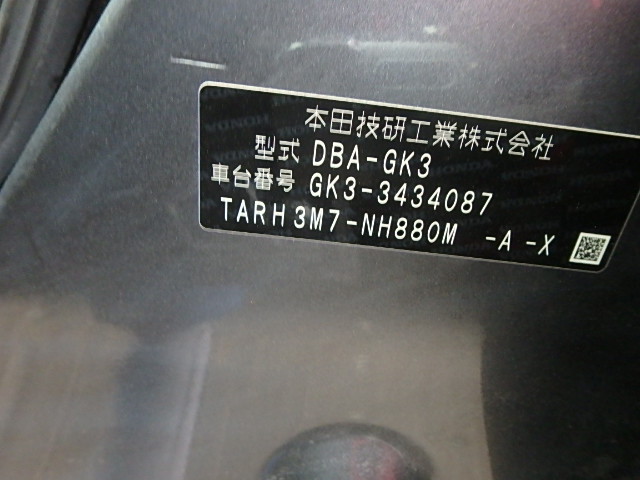 本田技研工業株式会社
型式 DBA-GK3
車台番号 GK3-3434087
TARH3M7-NH880M -A -X